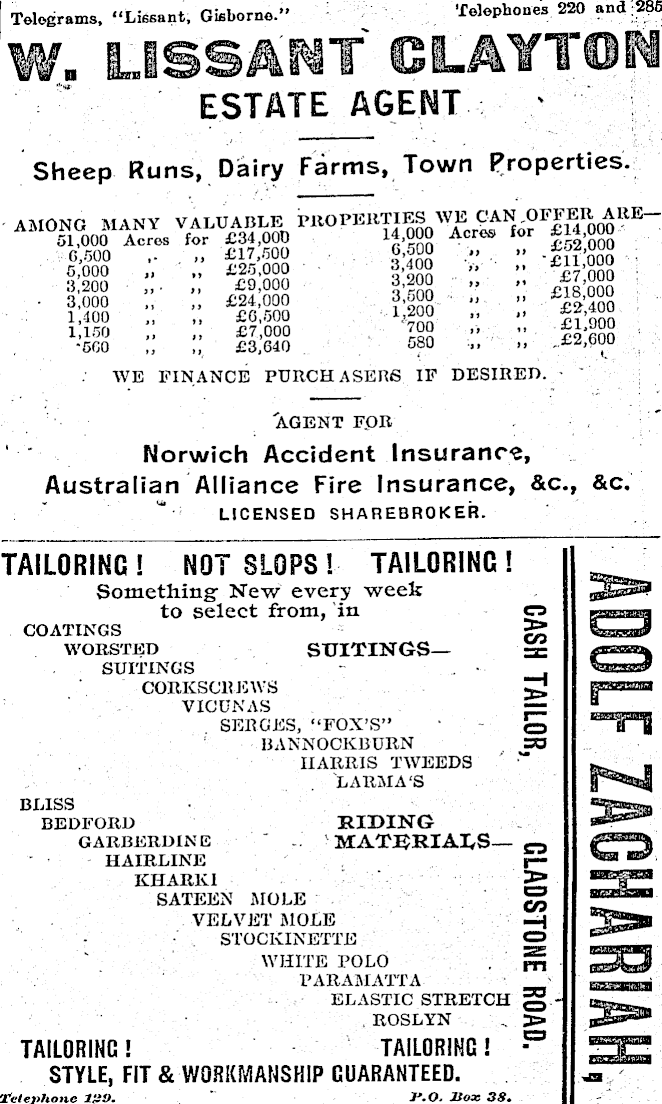 Telegrams, "Lissant, Gisborne." Telephones 220 and 285
W. LISSANT CLAYTON
ESTATE AGENT
Sheep Runs, Dairy Farms, Town Properties.
AMONG MANY VALUABLE PROPERTIES WE CAN OFFER ARE—
51,000 Acres for £34,000 14,000 Acres for £14,000
6,500 ,, ,, £17,500 6,500 ,, ,, £52,000
5,000 ,, ,, £25,000 3,400 ,, ,, £11,000
3,200 ,, ,, £9,000 3,200 ,, ,, £7,000
3,000 ,, ,, £24,000 3,500 ,, ,, £18,000
1,400 ,, ,, £6,500 1,200 ,, ,, £2,400
1,150 ,, ,, £7,000 700 ,, ,, £1,900
560 ,, ,, £3,640 580 ,, ,, £2,600
WE FINANCE PURCHASERS IF DESIRED.
AGENT FOR
Norwich Accident Insurance,
Australian Alliance Fire Insurance, &c., &c.
LICENSED SHAREBROKER.
TAILORING! NOT SLOPS! TAILORING!
Something New every week
to select from, in
COATINGS
WORSTED SUITINGS—
SUITINGS
CORKSCREWS
VICUNAS
SERGES, "FOX'S"
BANNOCKBURN
HARRIS TWEEDS
LARMA'S
BLISS
BEDFORD RIDING
GARBERDINE MATERIALS—
HAIRLINE
KHARKI
SATEEN MOLE
VELVET MOLE
STOCKINETTE
WHITE POLO
PARAMATTA
ELASTIC STRETCH
ROSLYN
TAILORING! TAILORING!
STYLE, FIT & WORKMANSHIP GUARANTEED.
Telephone 129. P.O. Box 38.
CASH TAILOR, GLADSTONE ROAD.
ADOLF ZACHARIAH,